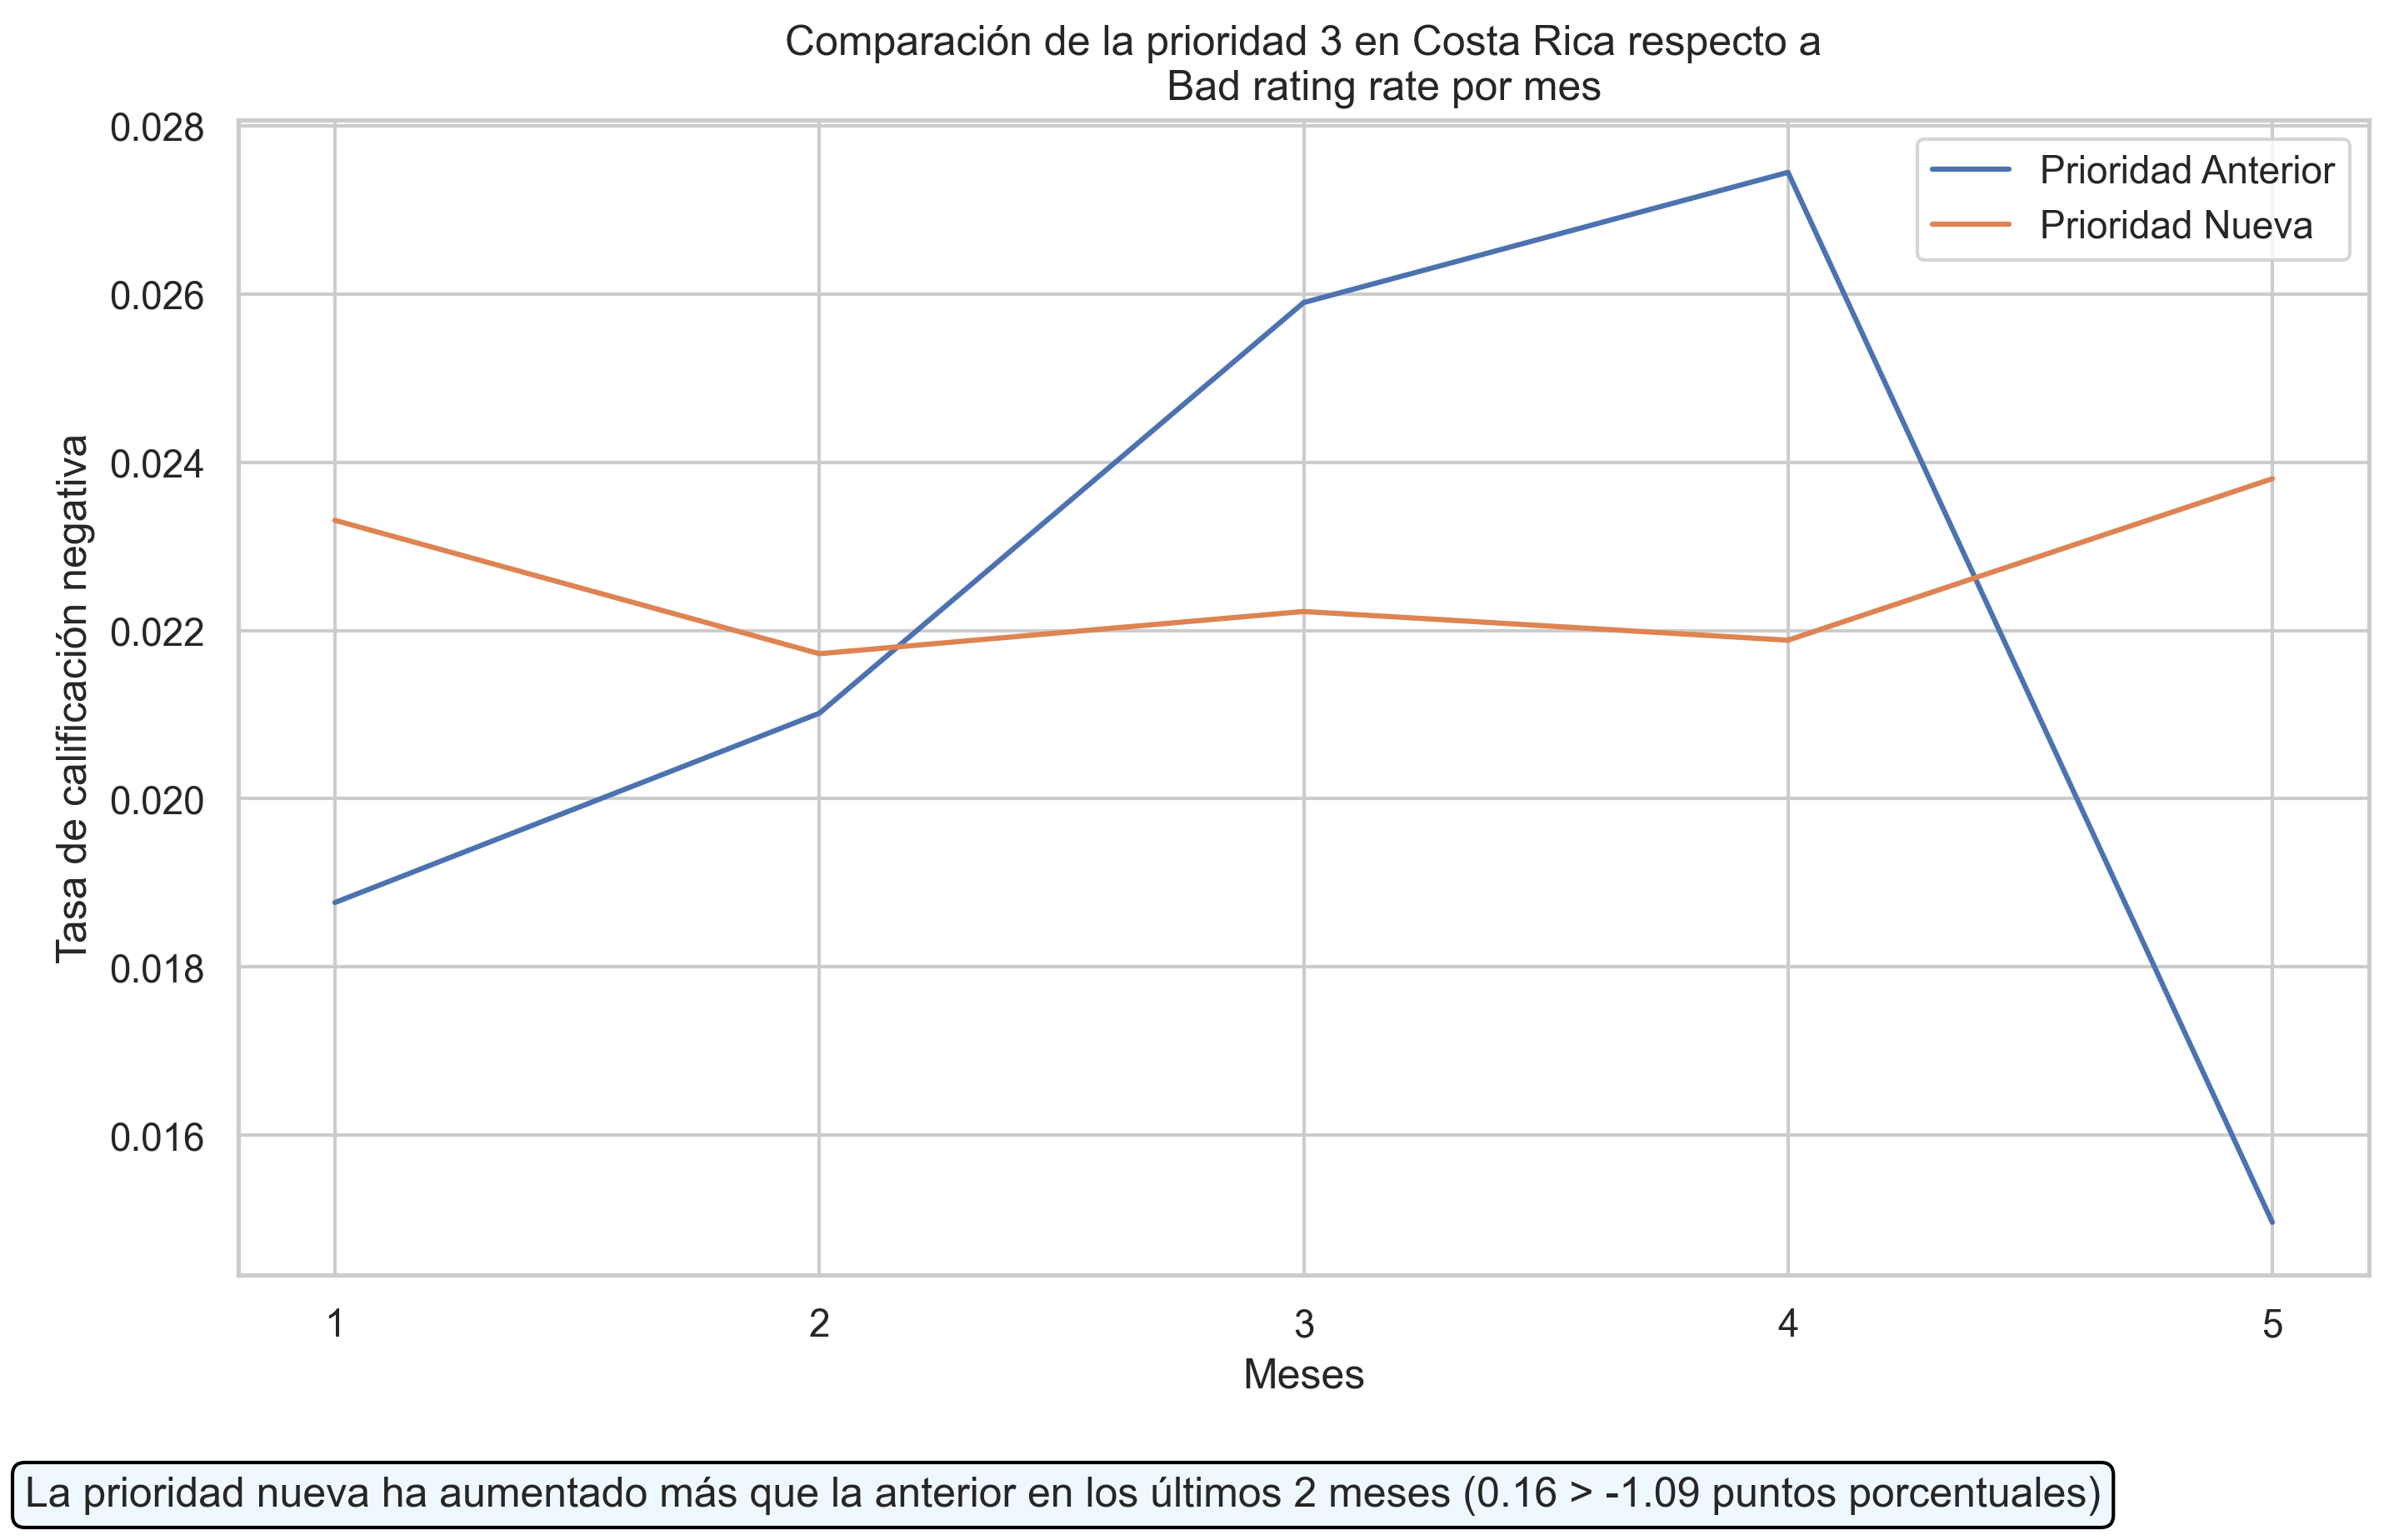 Comparación de la prioridad 3 en Costa Rica respecto a
Bad rating rate por mes
0.028
0.026
0.024
0.022
0.020
0.018
0.016
Tasa de calificación negativa
Prioridad Anterior
Prioridad Nueva
1 2 3 4 5
Meses
La prioridad nueva ha aumentado más que la anterior en los últimos 2 meses (0.16 > -1.09 puntos porcentuales)